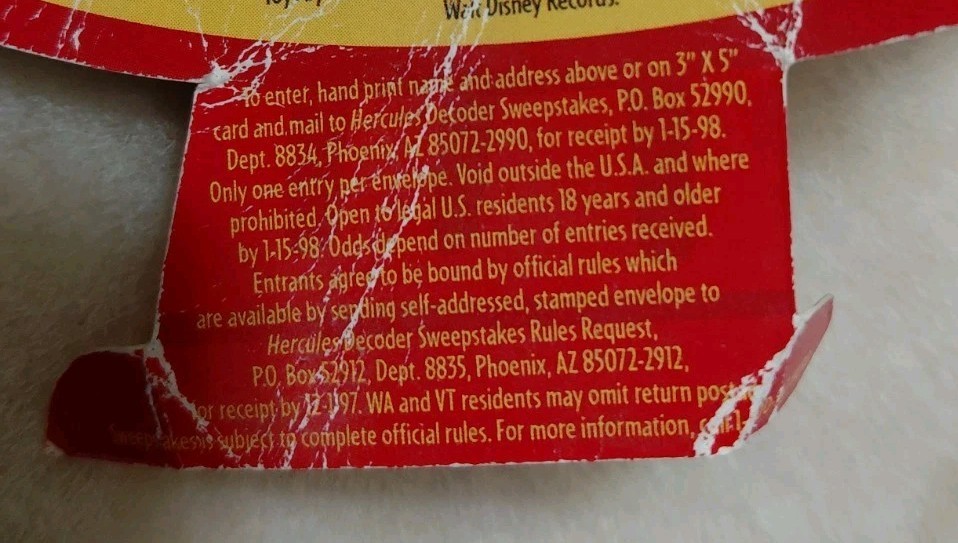 Walt Disney Records.
To enter, hand print name and address above or on 3" X 5"
card and mail to Hercules Decoder Sweepstakes, P.O. Box 52990,
Dept. 8834, Phoenix, AZ 85072-2990, for receipt by 1-15-98.
Only one entry per envelope. Void outside the U.S.A. and where
prohibited. Open to legal U.S. residents 18 years and older
by 1-15-98. Odds depend on number of entries received.
Entrants agree to be bound by official rules which
are available by sending self-addressed, stamped envelope to
Hercules Decoder Sweepstakes Rules Request,
P.O. Box 52912, Dept. 8835, Phoenix, AZ 85072-2912,
for receipt by 12-1-97. WA and VT residents may omit return
Sweepstakes is subject to complete official rules. For more information,